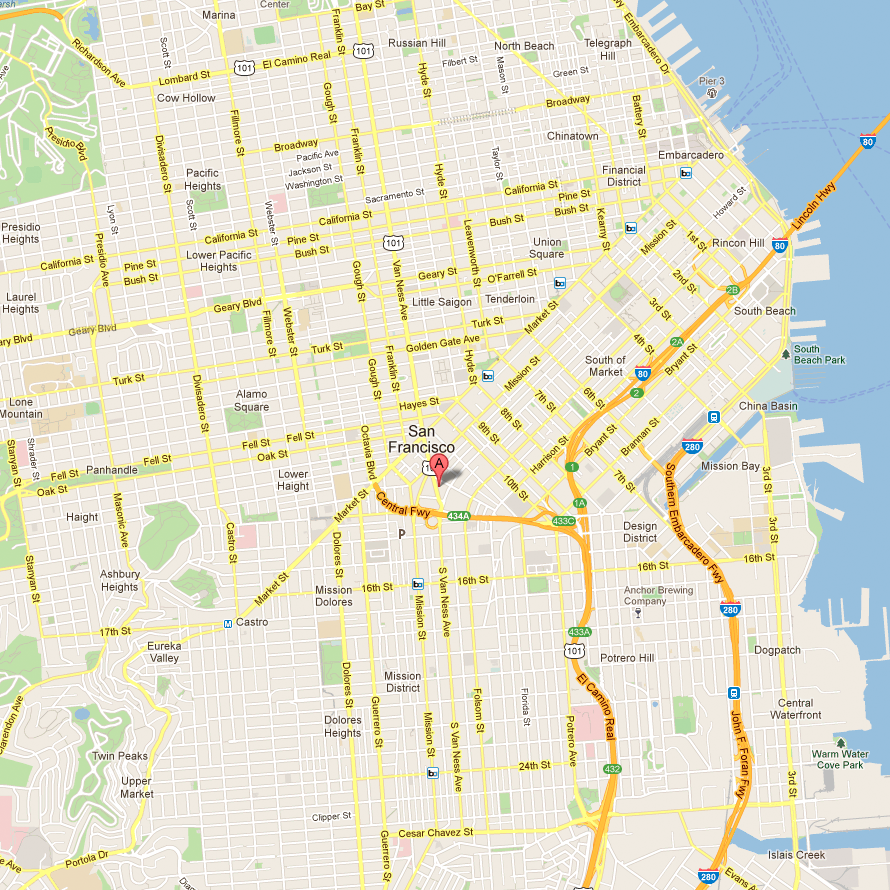 Marina
Center
Bay St
Franklin St
Richardson Ave
Scott St
Lombard St
101
El Camino Real
101
Russian Hill
North Beach
Telegraph
Hill
Embarcadero Dr
Filbert St
Green St
Mason St
Hyde St
Pier 3
Cow Hollow
Gough St
Fillmore St
Broadway
Battery St
Chinatown
80
Presidio Blvd
Divisadero St
Broadway
Franklin St
Pacific Ave
Jackson St
Washington St
Taylor St
Embarcadero
Pacific
Heights
Hyde St
Financial
District
Sacramento St
California St
Pine St
Howard St
Lincoln Hwy
Lyon St
Scott St
Webster St
California St
Bush St
Bush St
Kearny St
Mission St
1st St
Rincon Hill
80
Presidio
Heights
Presidio Ave
California St
Pine St
Bush St
101
Leavenworth St
Union
Square
Lower Pacific
Heights
California St
Pine St
Bush St
Gough St
Van Ness Ave
Geary St
O'Farrell St
2nd St
2B
Laurel
Heights
Geary Blvd
Little Saigon
Tenderloin
3rd St
South Beach
Geary Blvd
Fillmore St
Webster St
Turk St
Market St
4th St
2A
Geary Blvd
Turk St
Golden Gate Ave
Franklin St
Hyde St
Mission St
South of
Market
Bryant St
South
Beach Park
Turk St
Divisadero St
Gough St
7th St
6th St
80
2
Lone
Mountain
Alamo
Square
Hayes St
8th St
China Basin
San
Francisco
9th St
Harrison St
Bryant St
Brannan St
280
Fell St
Fell St
Oak St
Octavia Blvd
A
101
1
7th St
Mission Bay
Stanyan St
Shrader St
Fell St
Oak St
Panhandle
Lower
Haight
10th St
3rd St
Market St
Central Fwy
1A
434A
433C
Masonic Ave
Haight
Castro St
Dolores St
P
Design
District
Southern Embarcadero Fwy
3rd St
Stanyan St
Ashbury
Heights
Market St
Mission
Dolores
16th St
16th St
16th St
16th St
Mission St
S Van Ness Ave
Anchor Brewing
Company
280
17th St
M
Castro
433A
101
Eureka
Valley
Potrero Hill
Dogpatch
Clarendon Ave
Dolores St
Guerrero St
Mission
District
Folsom St
Florida St
El Camino Real
Central
Waterfront
Dolores
Heights
Mission St
S Van Ness Ave
Potrero Ave
John F. Foran Fwy
Twin Peaks
Warm Water
Cove Park
24th St
432
3rd St
Upper
Market
Clipper St
Cesar Chavez St
Guerrero St
Portola Dr
280
Evans Av
Islais Creek